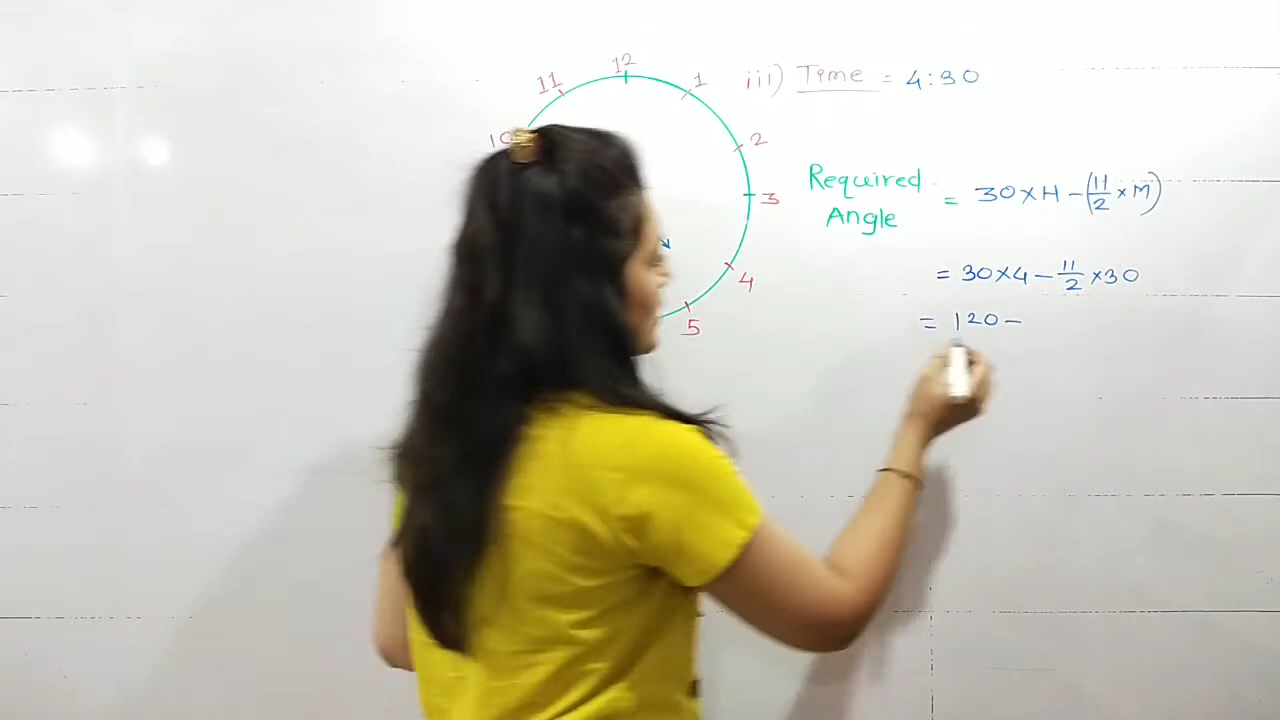 12
11
1
10
2
3
4
5
iii) Time = 4:30
Required Angle = 30 × H - (11/2 × M)
= 30 × 4 - 11/2 × 30
= 120 -